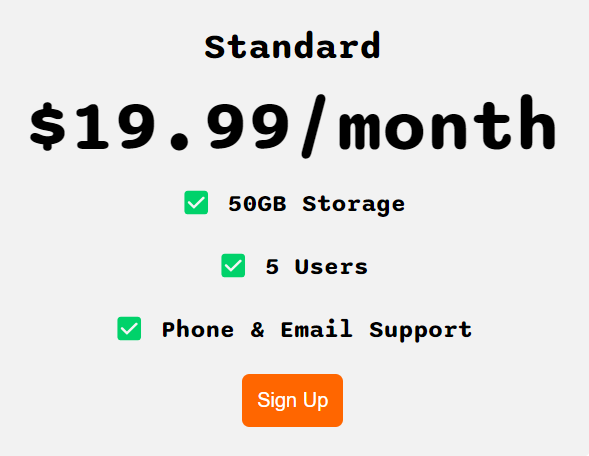 Standard
$19.99/month
✅ 50GB Storage
✅ 5 Users
✅ Phone & Email Support
Sign Up